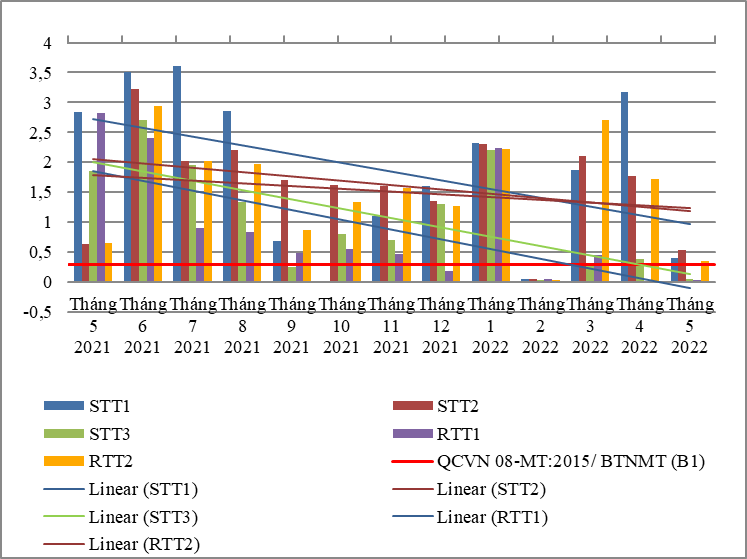 4
3,5
3
2,5
2
1,5
1
0,5
0
-0,5
Tháng Tháng Tháng Tháng Tháng Tháng Tháng Tháng Tháng Tháng Tháng Tháng Tháng
5 6 7 8 9 10 11 12 1 2 3 4 5
2021 2021 2021 2021 2021 2021 2021 2021 2022 2022 2022 2022 2022
STT1 STT2
STT3 RTT1
RTT2 QCVN 08-MT:2015/ BTNMT (B1)
Linear (STT1) Linear (STT2)
Linear (STT3) Linear (RTT1)
Linear (RTT2)